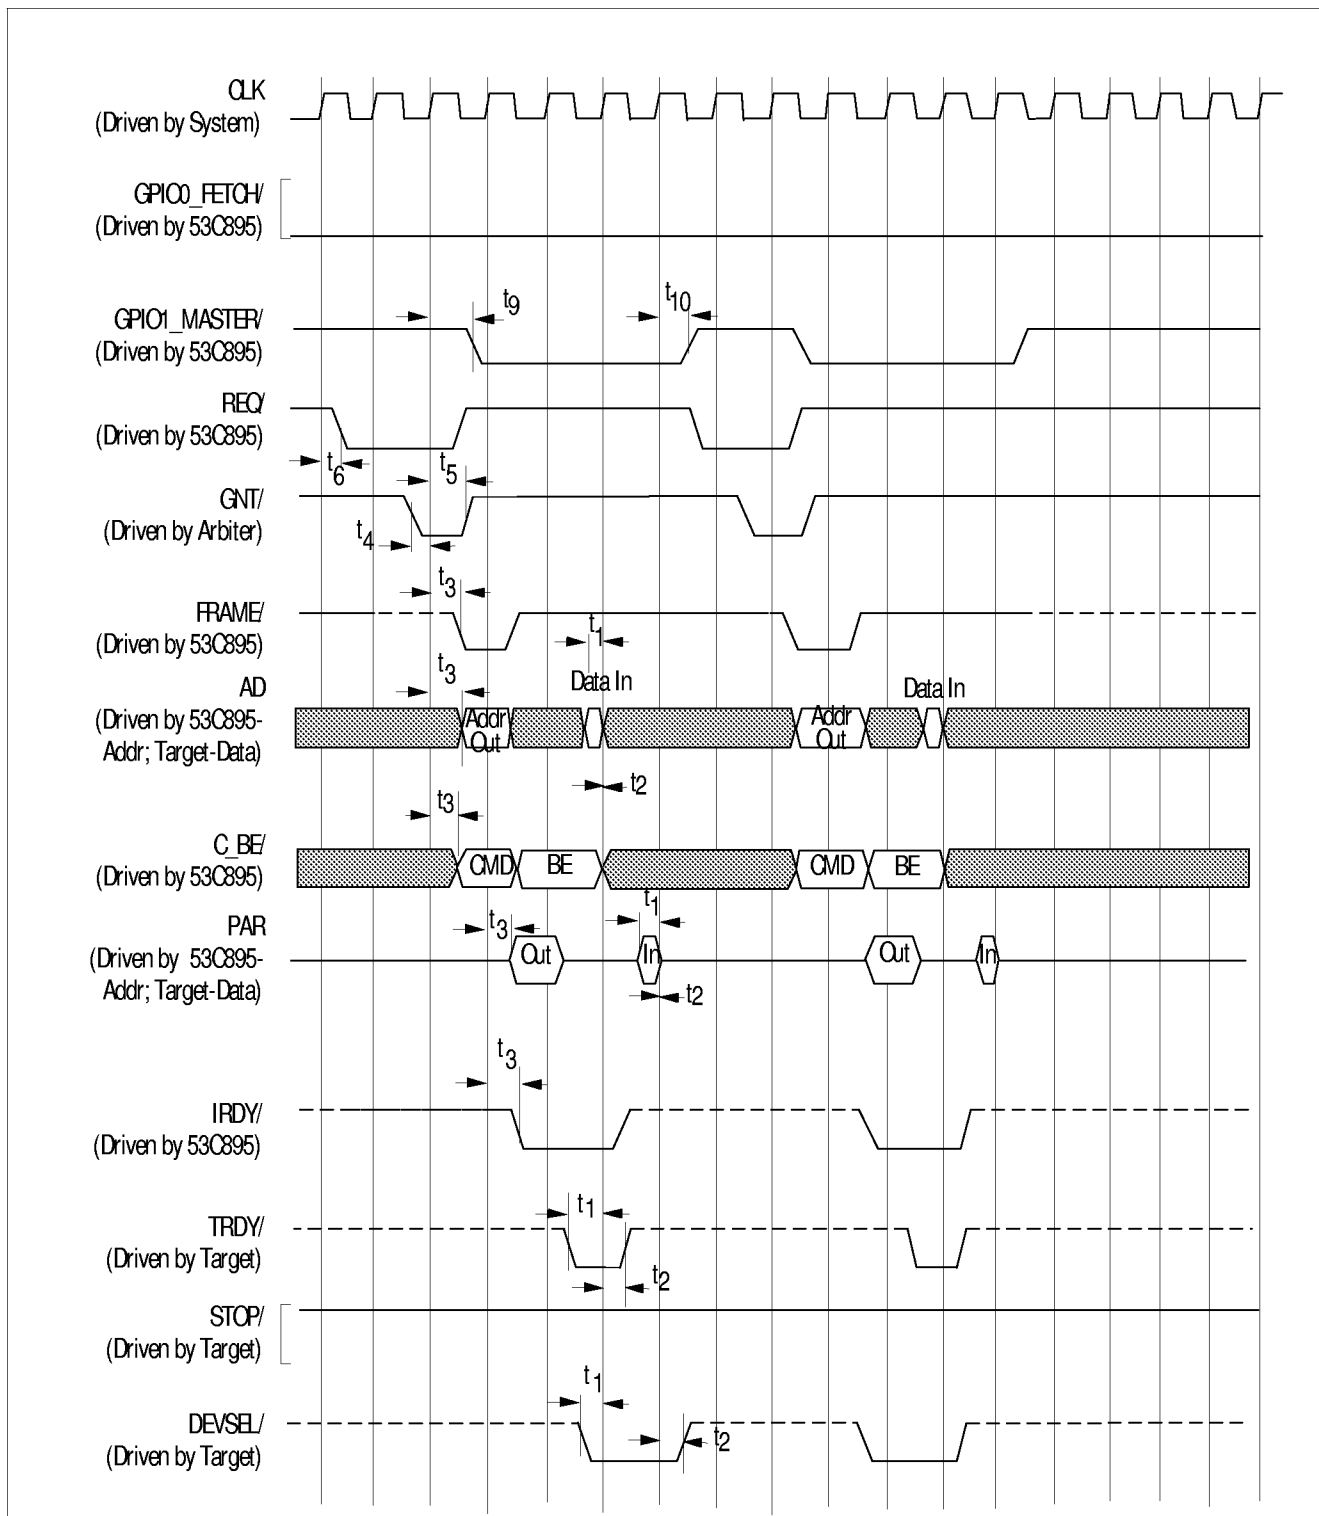 CLK
(Driven by System)
GPIO0_FETCH/
(Driven by 53C895)
t9
t10
GPIO1_MASTER/
(Driven by 53C895)
REQ/
(Driven by 53C895)
t6
t5
GNT/
(Driven by Arbiter)
t4
t3
FRAME/
(Driven by 53C895)
t1
t3
AD
(Driven by 53C895-
Addr; Target-Data)
Data In
Data In
Addr
Out
Addr
Out
t2
t3
C_BE/
(Driven by 53C895)
CMD
BE
CMD
BE
t1
PAR
(Driven by 53C895-
Addr; Target-Data)
t3
Out
In
Out
In
t2
t3
IRDY/
(Driven by 53C895)
t1
TRDY/
(Driven by Target)
t2
STOP/
(Driven by Target)
t1
DEVSEL/
(Driven by Target)
t2